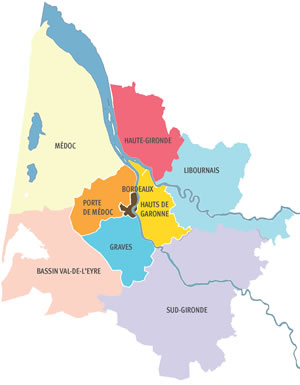 HAUTE-GIRONDE
MÉDOC
LIBOURNAIS
BORDEAUX
PORTE
DE MÉDOC
HAUTS DE
GARONNE
GRAVES
BASSIN VAL-DE-L'EYRE
SUD-GIRONDE